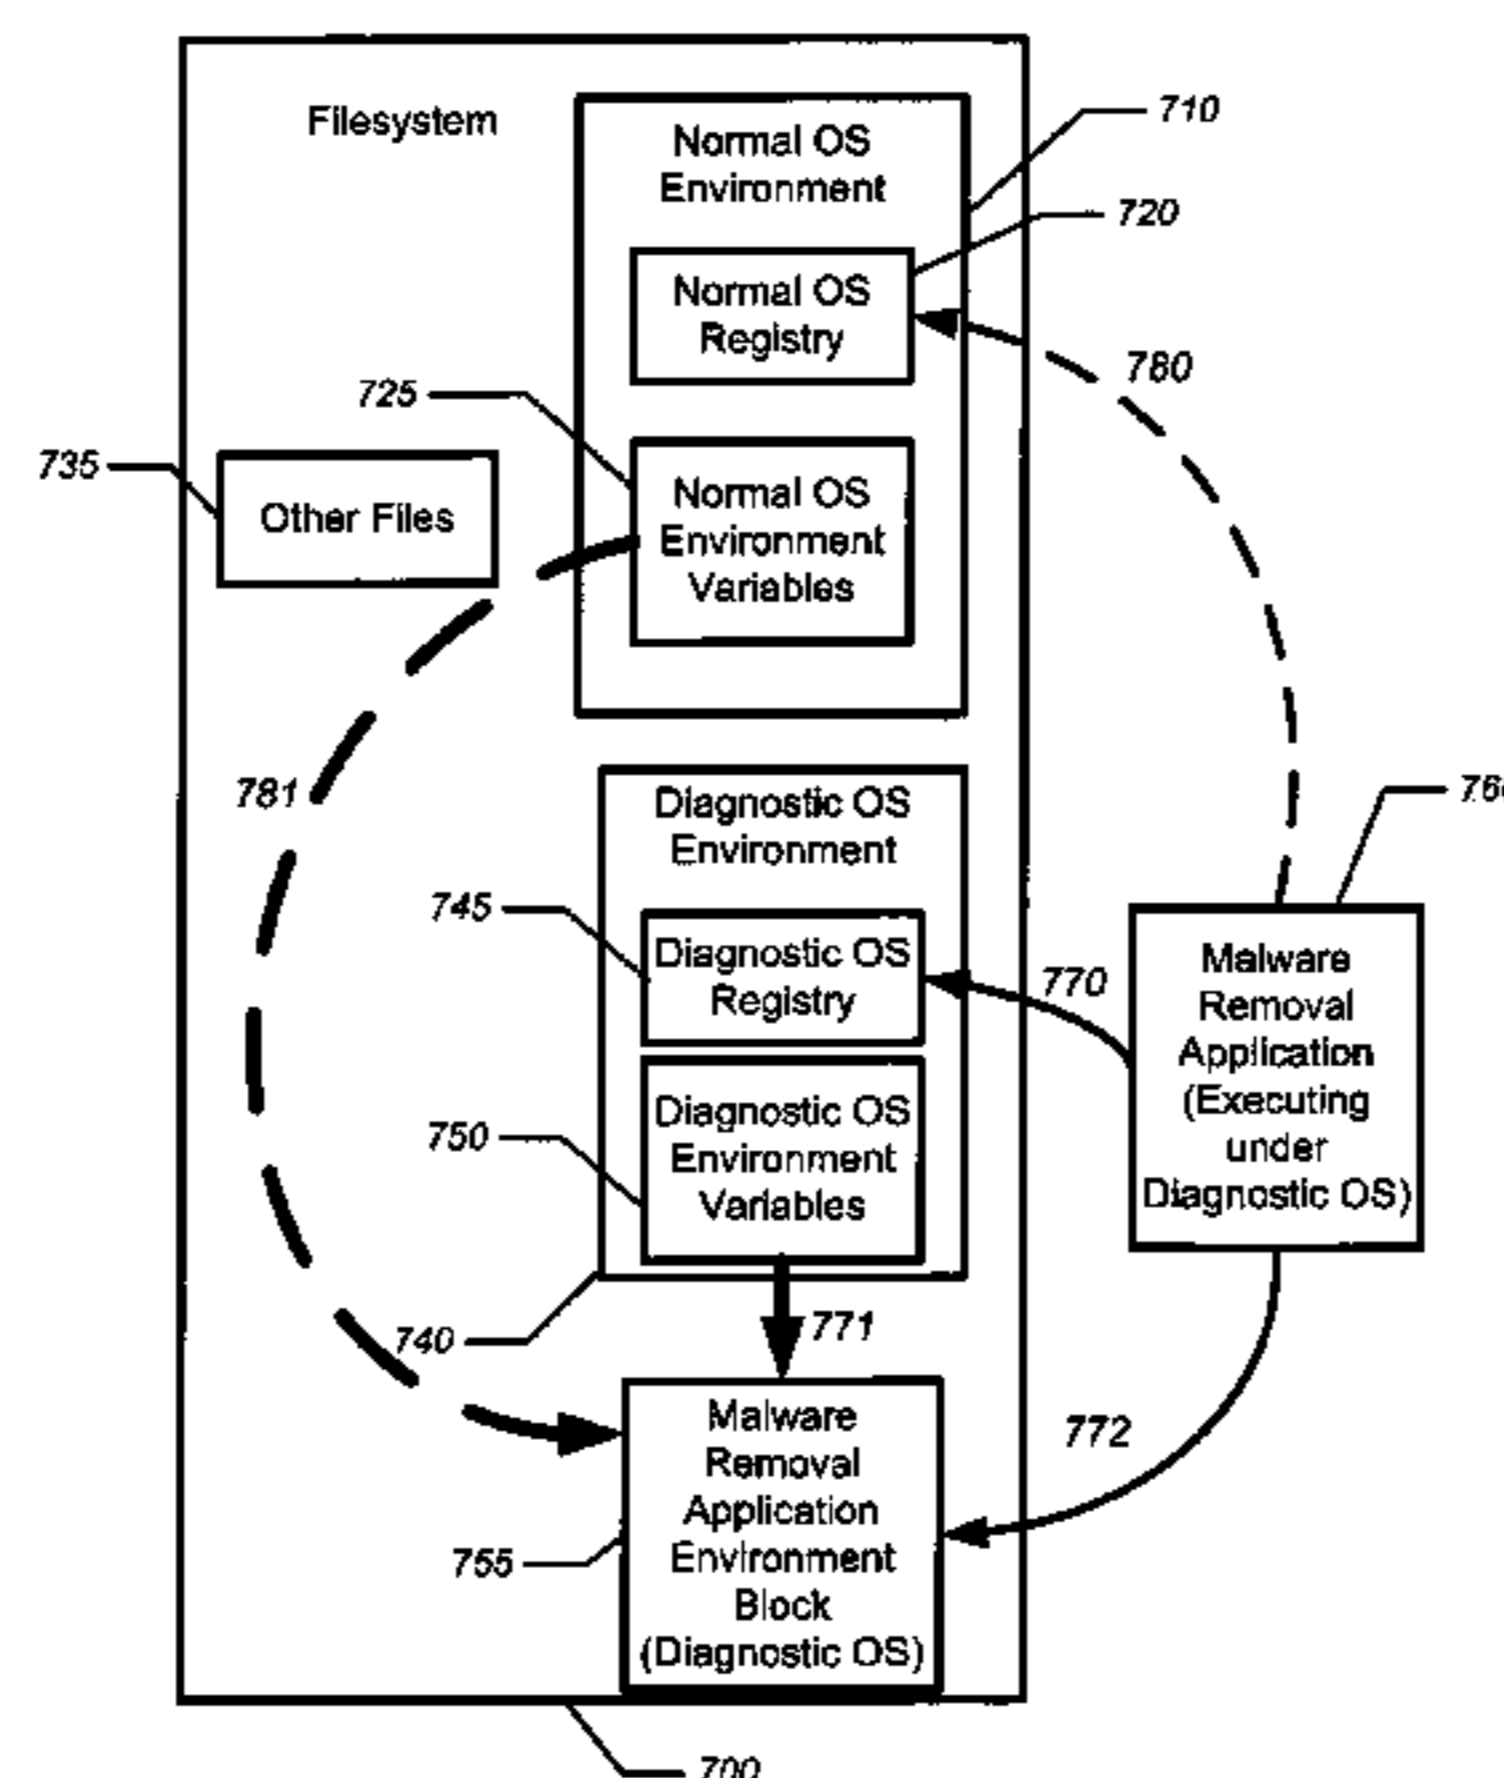 Filesystem
Normal OS
Environment
710
720
Normal OS
Registry
780
725
735
Other Files
Normal OS
Environment
Variables
781
Diagnostic OS
Environment
745
Diagnostic OS
Registry
770
Malware
Removal
Application
(Executing
under
Diagnostic OS)
750
Diagnostic OS
Environment
Variables
740
771
772
Malware
Removal
Application
Environment
Block
(Diagnostic OS)
755
700